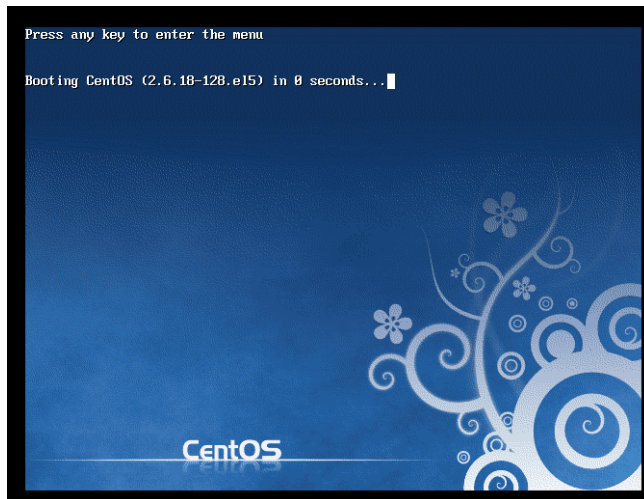 Press any key to enter the menu
Booting CentOS (2.6.18-128.el5) in 0 seconds...
CentOS